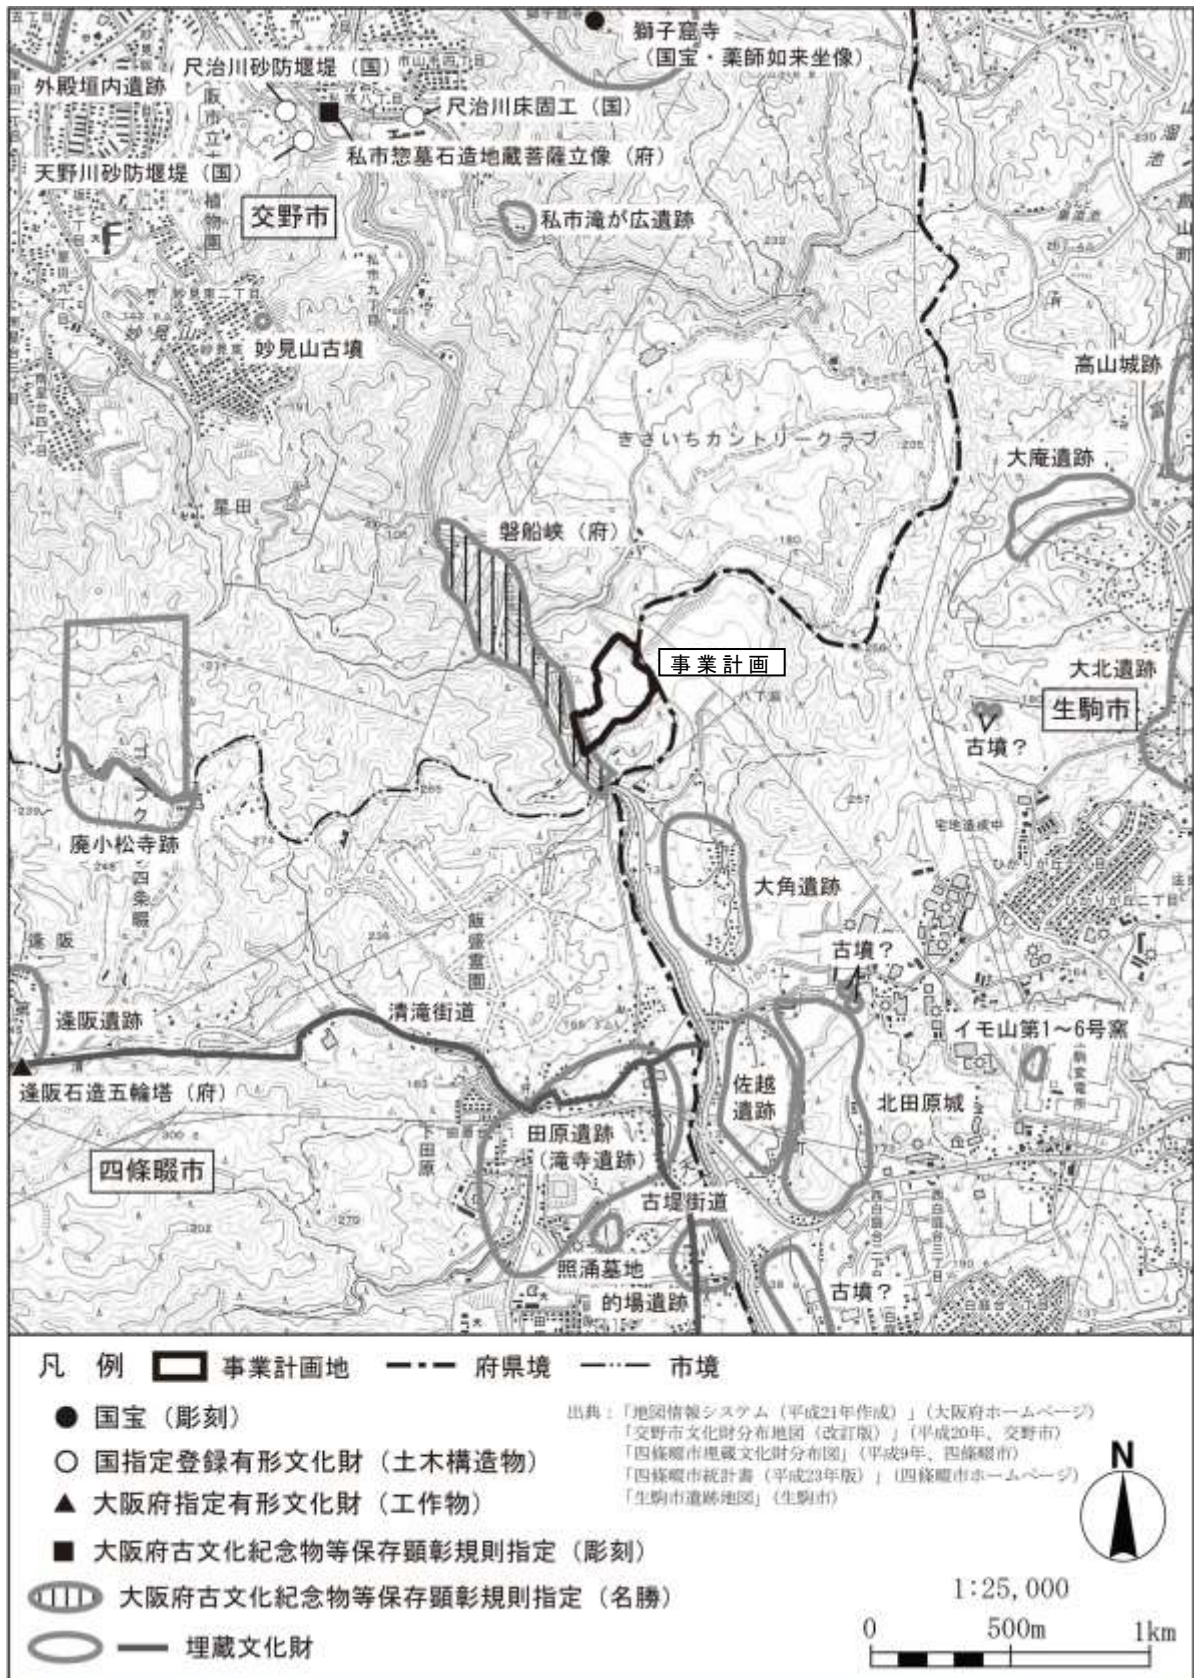 獅子窟寺
（国宝・薬師如来坐像）
尺治川砂防堰堤（国）
外殿垣内遺跡
尺治川床固工（国）
私市惣墓石造地蔵菩薩立像（府）
天野川砂防堰堤（国）
植物園
交野市
私市滝が広遺跡
私市九丁目
妙見山古墳
高山城跡
きさいちカントリークラブ
大庵遺跡
星田
磐船峡（府）
事業計画
大北遺跡
生駒市
古墳？
廃小松寺跡
宅地造成中
大角遺跡
飯盛霊園
逢阪
古墳？
清滝街道
逢阪遺跡
イモ山第1～6号窯
逢阪石造五輪塔（府）
佐越
遺跡
北田原城
田原遺跡
（滝寺遺跡）
下田原
四條畷市
古堤街道
照涌墓地
的場遺跡
古墳？
凡 例 事業計画地 府県境 市境
国宝（彫刻）
国指定登録有形文化財（土木構造物）
大阪府指定有形文化財（工作物）
大阪府古文化紀念物等保存顕彰規則指定（彫刻）
大阪府古文化紀念物等保存顕彰規則指定（名勝）
埋蔵文化財
出典：「地図情報システム（平成21年作成）」（大阪府ホームページ）
「交野市文化財分布地図（改訂版）」（平成20年、交野市）
「四條畷市埋蔵文化財分布図」（平成9年、四條畷市）
「四條畷市統計書（平成23年版）」（四條畷市ホームページ）
「生駒市遺跡地図」（生駒市）
N
1:25,000
0 500m 1km